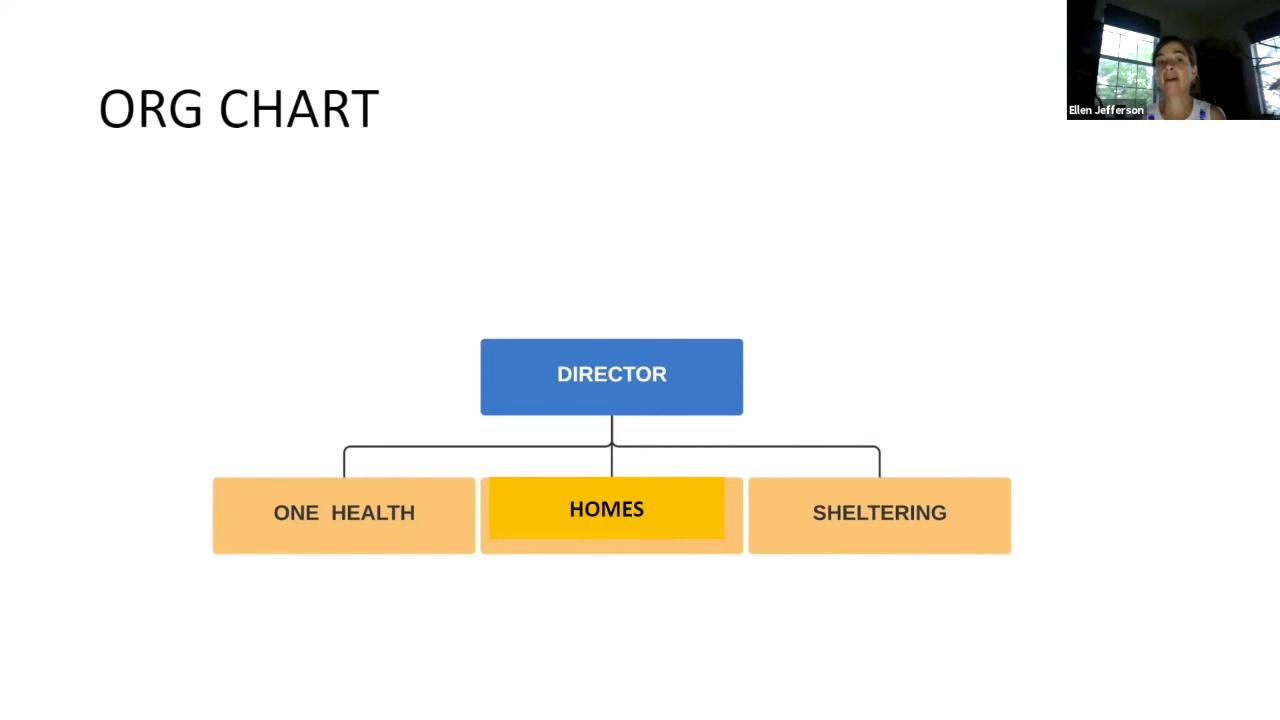 ORG CHART
Ellen Jefferson
DIRECTOR
ONE HEALTH
HOMES
SHELTERING